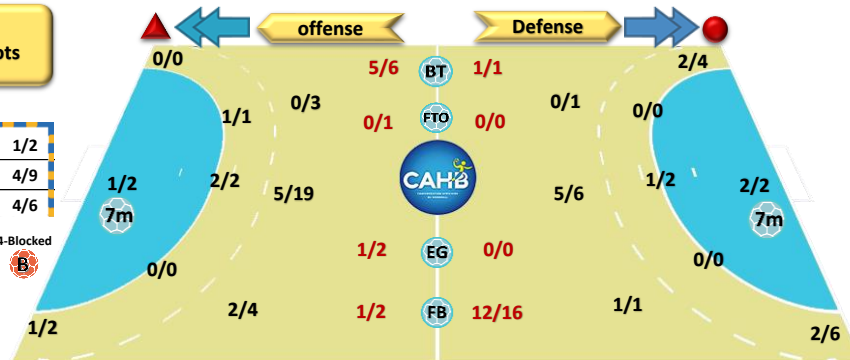 ots
offense
Defense
0/0
5/6 BT 1/1
2/4
0/3
0/1
1/1
0/1 FTO 0/0
0/0
1/2
4/9
4/6
CAHB
1/2
2/2
5/19
5/6
1/2
2/2
7m
7m
4-Blocked
B
1/2 EG 0/0
0/0
0/0
2/4
1/2 FB 12/16
1/1
1/2
2/6